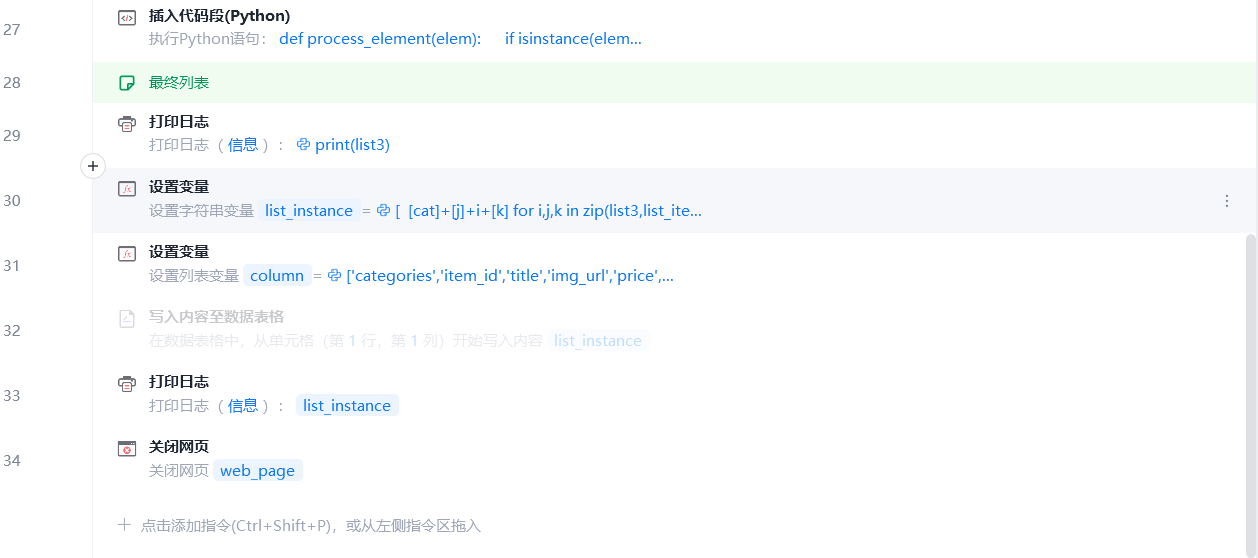 27
插入代码段(Python)
执行Python语句： def process_element(elem): if isinstance(elem...
28
最终列表
29
打印日志
打印日志（ 信息 ）： print(list3)
30
设置变量
设置字符串变量 list_instance = [ [cat]+[j]+i+[k] for i,j,k in zip(list3,list_ite...
31
设置变量
设置列表变量 column = ['categories','item_id','title','img_url','price',...
32
写入内容至数据表格
在数据表格中，从单元格（第 1 行，第 1 列）开始写入内容 list_instance
33
打印日志
打印日志（ 信息 ）： list_instance
34
关闭网页
关闭网页 web_page
点击添加指令(Ctrl+Shift+P)，或从左侧指令区拖入